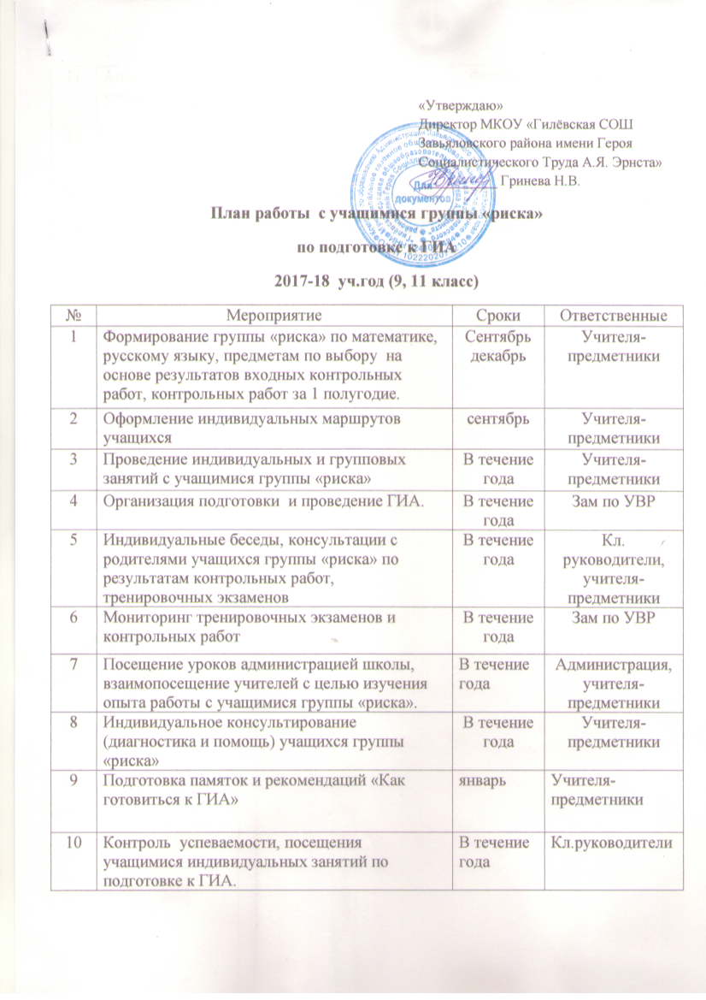 «Утверждаю»
Директор МКОУ «Гилёвская СОШ
Завьяловского района имени Героя
Социалистического Труда А.Я. Эрнста»
Гринева Н.В.
Для
документов
План работы с учащимися группы «риска»
по подготовке к ГИА
2017-18 уч.год (9, 11 класс)
№ Мероприятие Сроки Ответственные
1 Формирование группы «риска» по математике, Сентябрь Учителя-
русскому языку, предметам по выбору на декабрь предметники
основе результатов входных контрольных
работ, контрольных работ за 1 полугодие.
2 Оформление индивидуальных маршрутов сентябрь Учителя-
учащихся предметники
3 Проведение индивидуальных и групповых В течение Учителя-
занятий с учащимися группы «риска» года предметники
4 Организация подготовки и проведение ГИА. В течение Зам по УВР
года
5 Индивидуальные беседы, консультации с В течение Кл.
родителями учащихся группы «риска» по года руководители,
результатам контрольных работ, учителя-
тренировочных экзаменов предметники
6 Мониторинг тренировочных экзаменов и В течение Зам по УВР
контрольных работ года
7 Посещение уроков администрацией школы, В течение Администрация,
взаимопосещение учителей с целью изучения года учителя-
опыта работы с учащимися группы «риска». предметники
8 Индивидуальное консультирование В течение Учителя-
(диагностика и помощь) учащихся группы года предметники
«риска»
9 Подготовка памяток и рекомендаций «Как январь Учителя-
готовиться к ГИА» предметники
10 Контроль успеваемости, посещения В течение Кл.руководители
учащимися индивидуальных занятий по года
подготовке к ГИА.